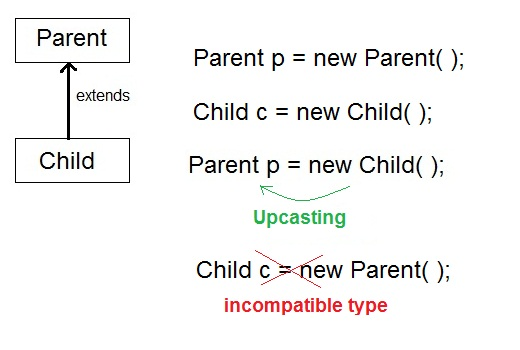 Parent
extends
Child
Parent p = new Parent( );
Child c = new Child( );
Parent p = new Child( );
Upcasting
Child c = new Parent( );
incompatible type